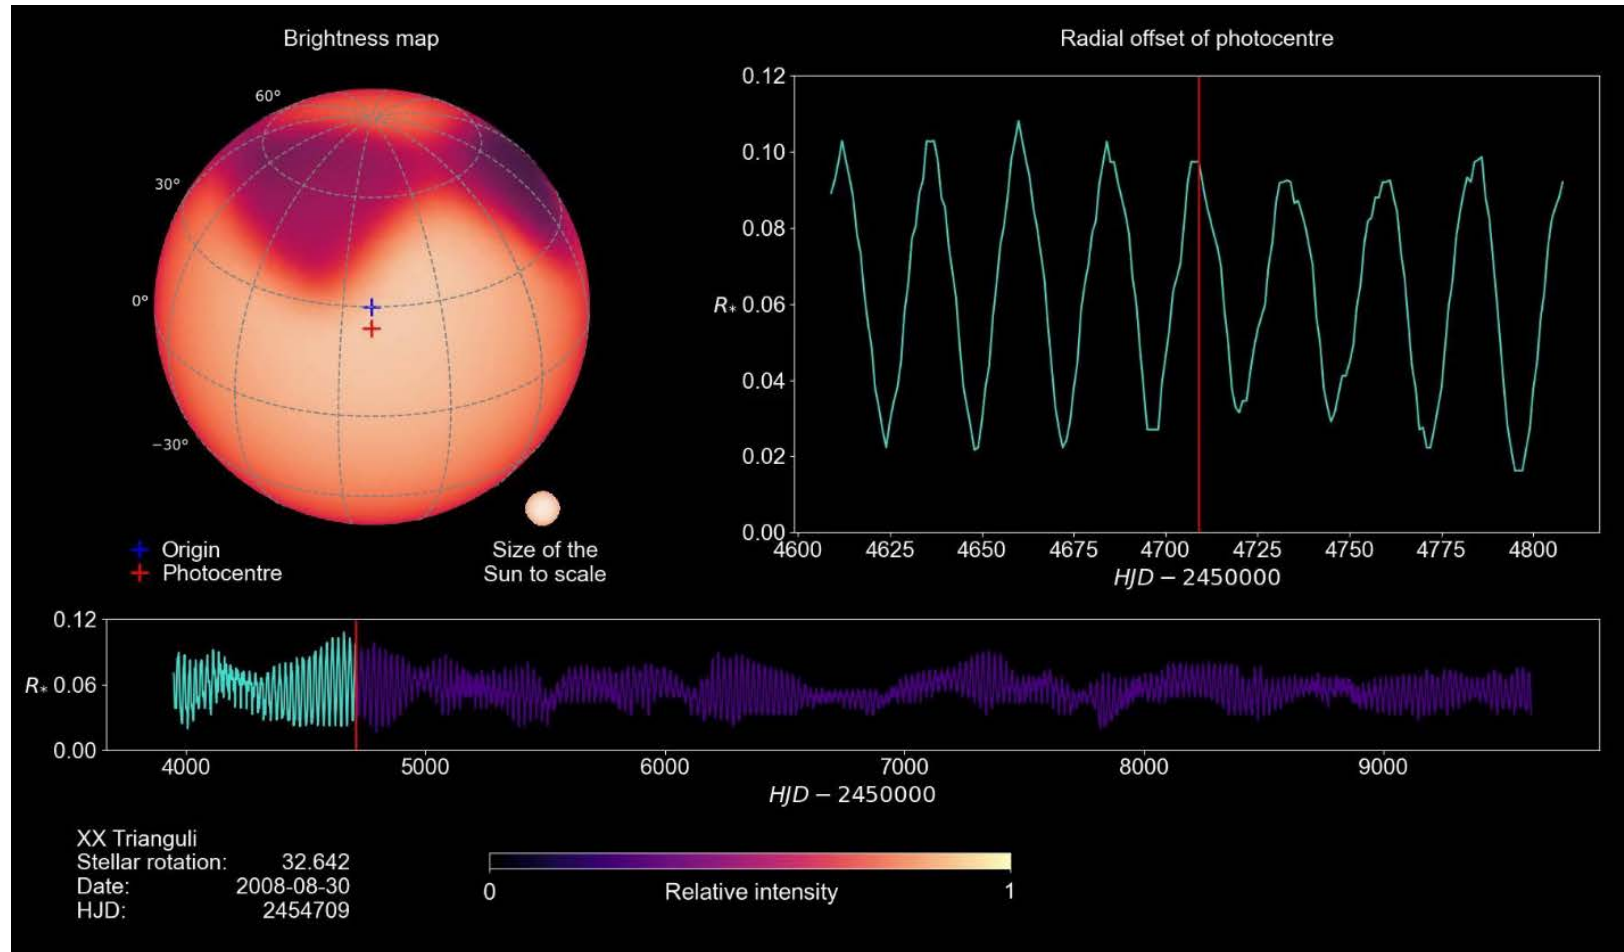 Brightness map
60°
30°
0°
−30°
Origin
Photocentre
Size of the
Sun to scale
Radial offset of photocentre
0.12
0.10
0.08
R* 0.06
0.04
0.02
0.00
4600 4625 4650 4675 4700 4725 4750 4775 4800
HJD − 2450000
0.12
R* 0.06
0.00
4000 5000 6000 7000 8000 9000
HJD − 2450000
XX Trianguli
Stellar rotation: 32.642
Date: 2008-08-30
HJD: 2454709
0 Relative intensity 1